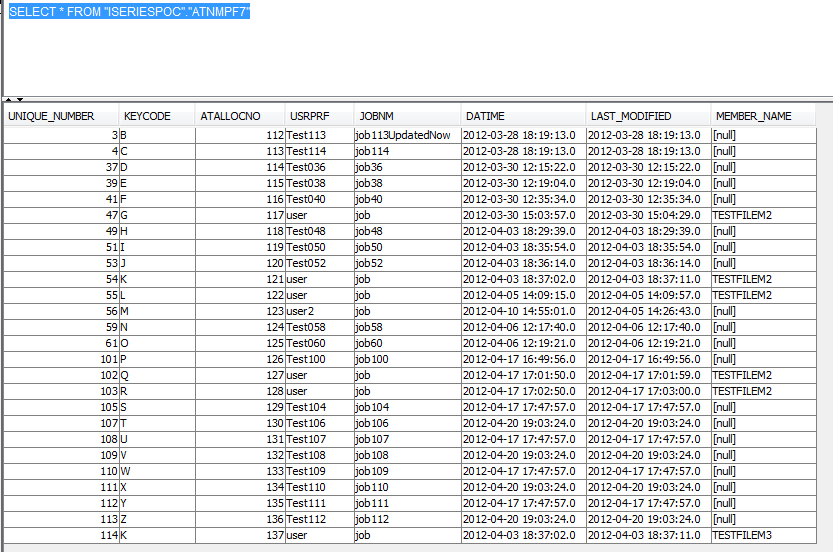 SELECT * FROM "ISERIESPOC"."ATNMPF7"
UNIQUE_NUMBER KEYCODE ATALLOCNO USRPRF JOBNM DATIME LAST_MODIFIED MEMBER_NAME
3 B 112 Test113 job113UpdatedNow 2012-03-28 18:19:13.0 2012-03-28 18:19:13.0 [null]
4 C 113 Test114 job114 2012-03-28 18:19:13.0 2012-03-28 18:19:13.0 [null]
37 D 114 Test036 job36 2012-03-30 12:15:22.0 2012-03-30 12:15:22.0 [null]
39 E 115 Test038 job38 2012-03-30 12:19:04.0 2012-03-30 12:19:04.0 [null]
41 F 116 Test040 job40 2012-03-30 12:35:34.0 2012-03-30 12:35:34.0 [null]
47 G 117 user job 2012-03-30 15:03:57.0 2012-03-30 15:04:29.0 TESTFILEM2
49 H 118 Test048 job48 2012-04-03 18:29:39.0 2012-04-03 18:29:39.0 [null]
51 I 119 Test050 job50 2012-04-03 18:35:54.0 2012-04-03 18:35:54.0 [null]
53 J 120 Test052 job52 2012-04-03 18:36:14.0 2012-04-03 18:36:14.0 [null]
54 K 121 user job 2012-04-03 18:37:02.0 2012-04-03 18:37:11.0 TESTFILEM2
55 L 122 user job 2012-04-05 14:09:15.0 2012-04-05 14:09:57.0 TESTFILEM2
56 M 123 user2 job 2012-04-10 14:55:01.0 2012-04-05 14:26:43.0 [null]
59 N 124 Test058 job58 2012-04-06 12:17:40.0 2012-04-06 12:17:40.0 [null]
61 O 125 Test060 job60 2012-04-06 12:19:21.0 2012-04-06 12:19:21.0 [null]
101 P 126 Test100 job100 2012-04-17 16:49:56.0 2012-04-17 16:49:56.0 [null]
102 Q 127 user job 2012-04-17 17:01:50.0 2012-04-17 17:01:59.0 TESTFILEM2
103 R 128 user job 2012-04-17 17:02:50.0 2012-04-17 17:03:00.0 TESTFILEM2
105 S 129 Test104 job104 2012-04-17 17:47:57.0 2012-04-17 17:47:57.0 [null]
107 T 130 Test106 job106 2012-04-20 19:03:24.0 2012-04-20 19:03:24.0 [null]
108 U 131 Test107 job107 2012-04-17 17:47:57.0 2012-04-17 17:47:57.0 [null]
109 V 132 Test108 job108 2012-04-20 19:03:24.0 2012-04-20 19:03:24.0 [null]
110 W 133 Test109 job109 2012-04-17 17:47:57.0 2012-04-17 17:47:57.0 [null]
111 X 134 Test110 job110 2012-04-20 19:03:24.0 2012-04-20 19:03:24.0 [null]
112 Y 135 Test111 job111 2012-04-17 17:47:57.0 2012-04-17 17:47:57.0 [null]
113 Z 136 Test112 job112 2012-04-20 19:03:24.0 2012-04-20 19:03:24.0 [null]
114 K 137 user job 2012-04-03 18:37:02.0 2012-04-03 18:37:11.0 TESTFILEM3